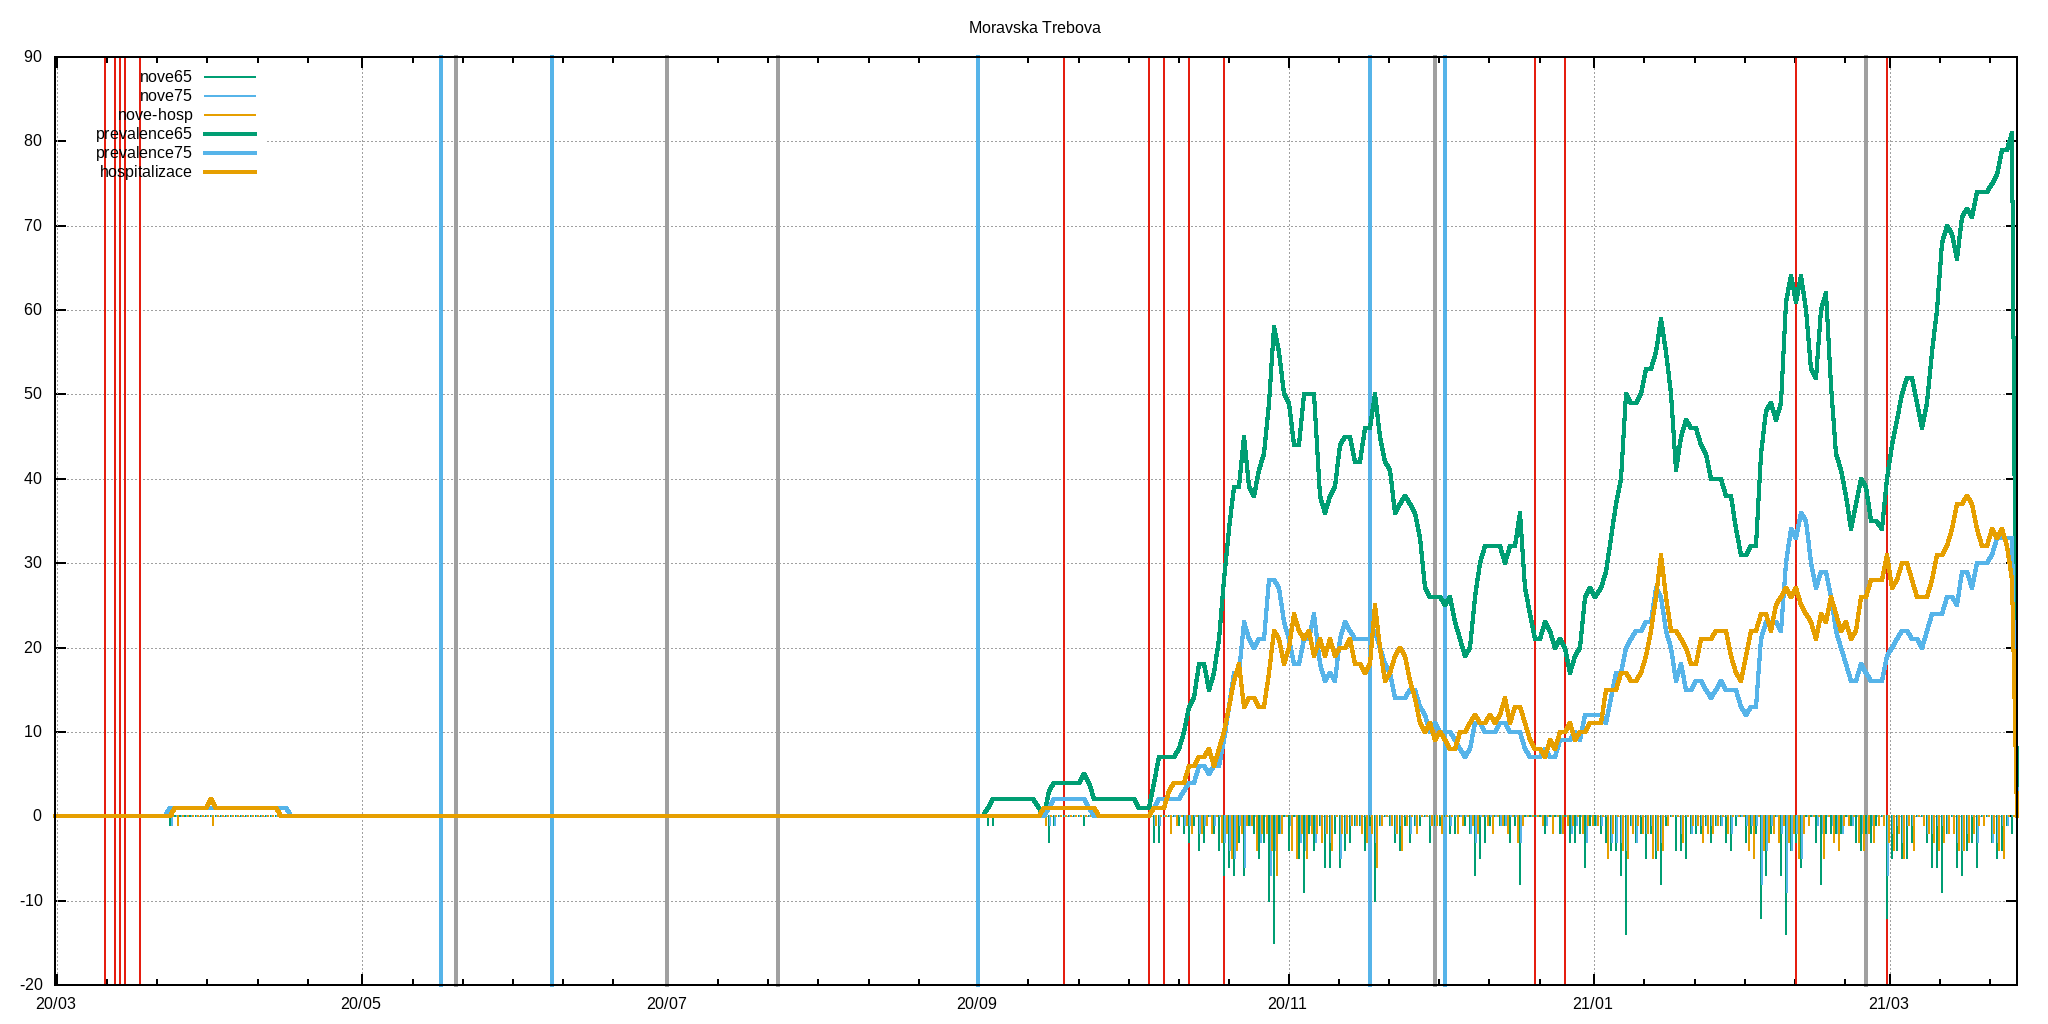 Moravska Trebova
90
80
70
60
50
40
30
20
10
0
-10
-20
nove65
nove75
nove-hosp
prevalence65
prevalence75
hospitalizace
20/03 20/05 20/07 20/09 20/11 21/01 21/03